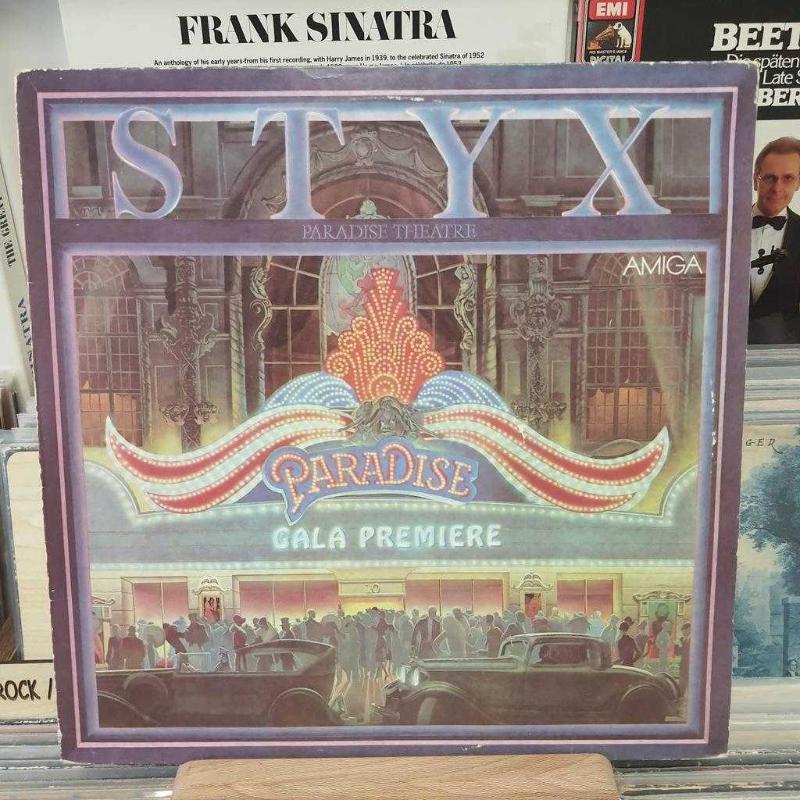 FRANK SINATRA
An anthology of his early years-from his first recording, with Harry James in 1939, to the celebrated Sinatra of 1952
EMI
DIGITAL
BEET
Die späten
Late S
BER
STYX
PARADISE THEATRE
AMIGA
PARADISE
GALA PREMIERE
GER
ROCK /